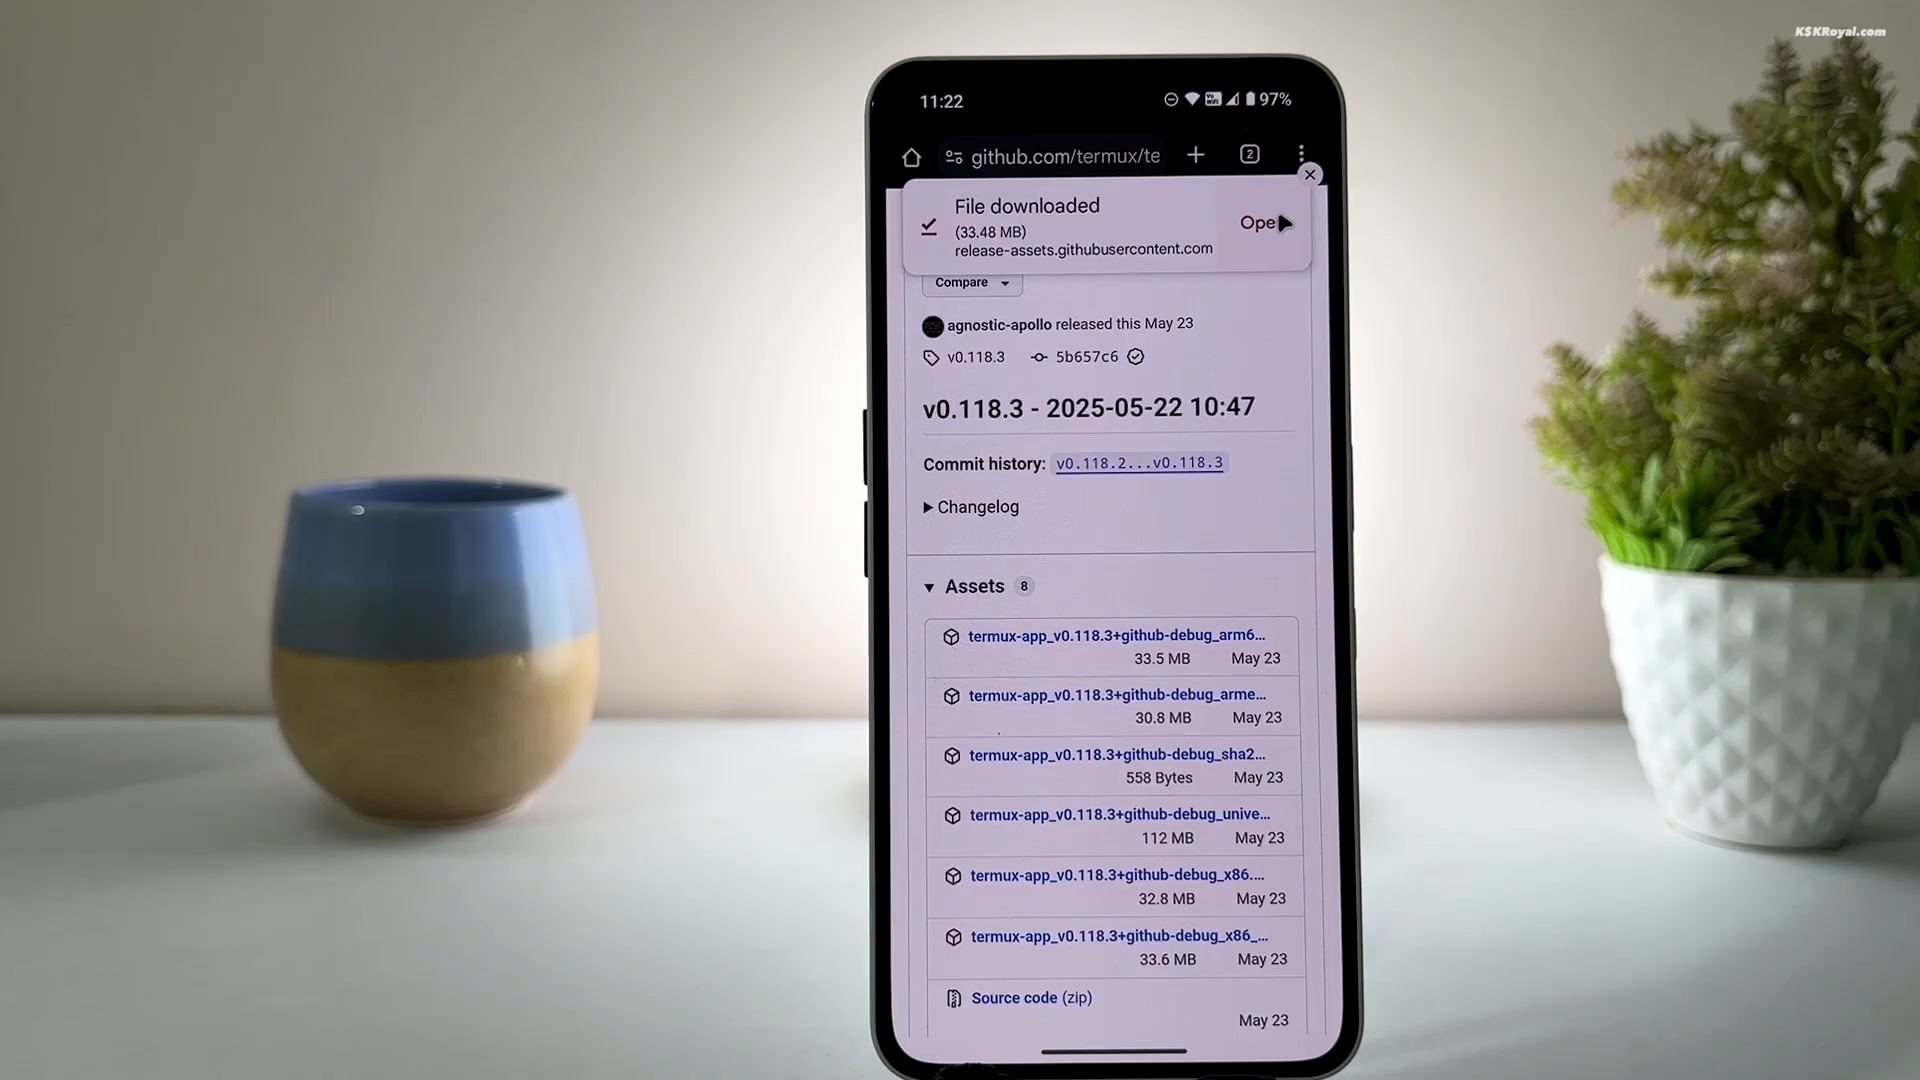 K$KRoyal.com
11:22
Vo WiFi
97%
github.com/termux/te
2
File downloaded
(33.48 MB)
release-assets.githubusercontent.com
Ope
Compare
agnostic-apollo released this May 23
v0.118.3 5b657c6
v0.118.3 - 2025-05-22 10:47
Commit history: v0.118.2...v0.118.3
Changelog
Assets 8
termux-app_v0.118.3+github-debug_arm6...
33.5 MB May 23
termux-app_v0.118.3+github-debug_arme...
30.8 MB May 23
termux-app_v0.118.3+github-debug_sha2...
558 Bytes May 23
termux-app_v0.118.3+github-debug_unive...
112 MB May 23
termux-app_v0.118.3+github-debug_x86....
32.8 MB May 23
termux-app_v0.118.3+github-debug_x86_...
33.6 MB May 23
Source code (zip)
May 23